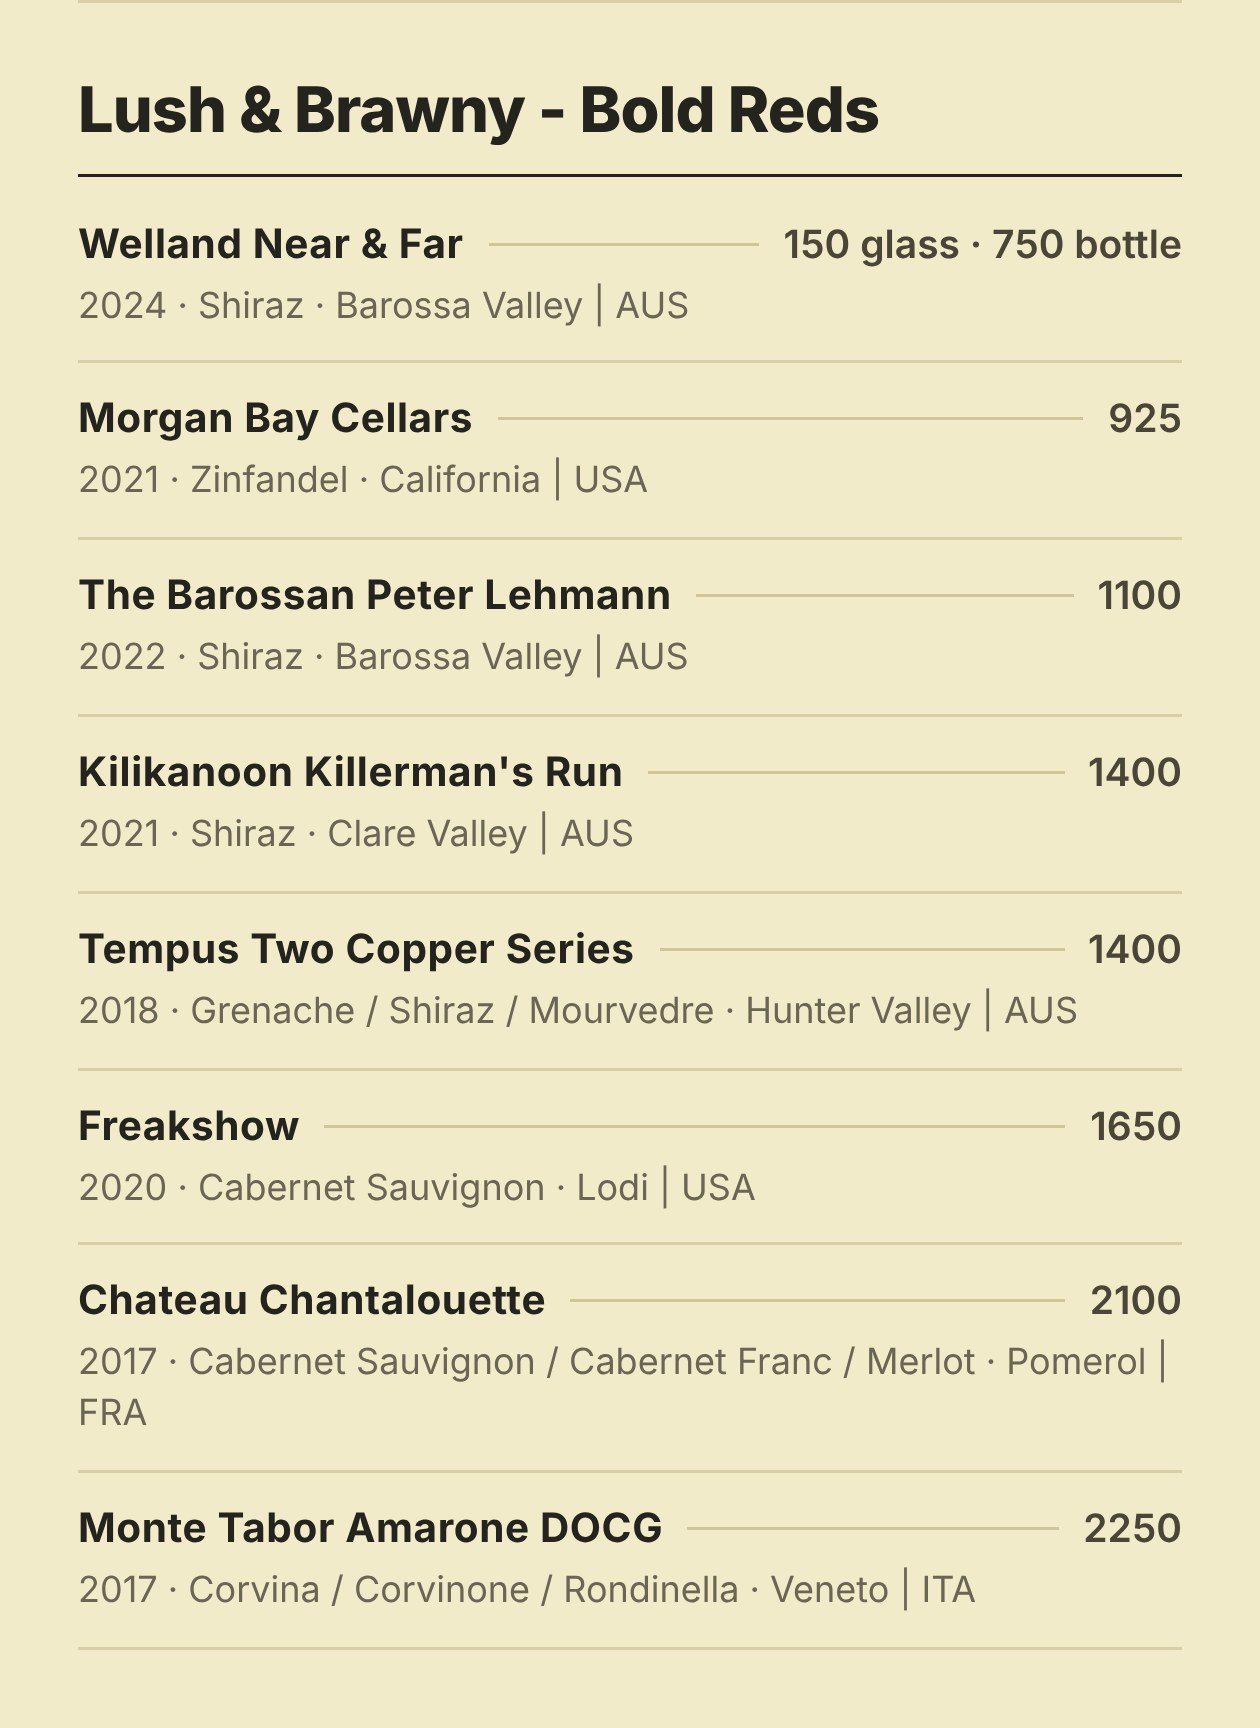 Lush & Brawny - Bold Reds
Welland Near & Far 150 glass · 750 bottle
2024 · Shiraz · Barossa Valley | AUS
Morgan Bay Cellars 925
2021 · Zinfandel · California | USA
The Barossan Peter Lehmann 1100
2022 · Shiraz · Barossa Valley | AUS
Kilikanoon Killerman's Run 1400
2021 · Shiraz · Clare Valley | AUS
Tempus Two Copper Series 1400
2018 · Grenache / Shiraz / Mourvedre · Hunter Valley | AUS
Freakshow 1650
2020 · Cabernet Sauvignon · Lodi | USA
Chateau Chantalouette 2100
2017 · Cabernet Sauvignon / Cabernet Franc / Merlot · Pomerol |
FRA
Monte Tabor Amarone DOCG 2250
2017 · Corvina / Corvinone / Rondinella · Veneto | ITA